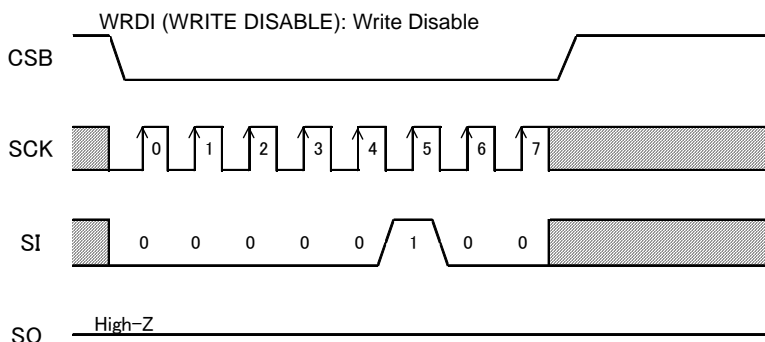 WRDI (WRITE DISABLE): Write Disable
CSB
SCK 0 1 2 3 4 5 6 7
SI 0 0 0 0 0 1 0 0
High-Z
SO